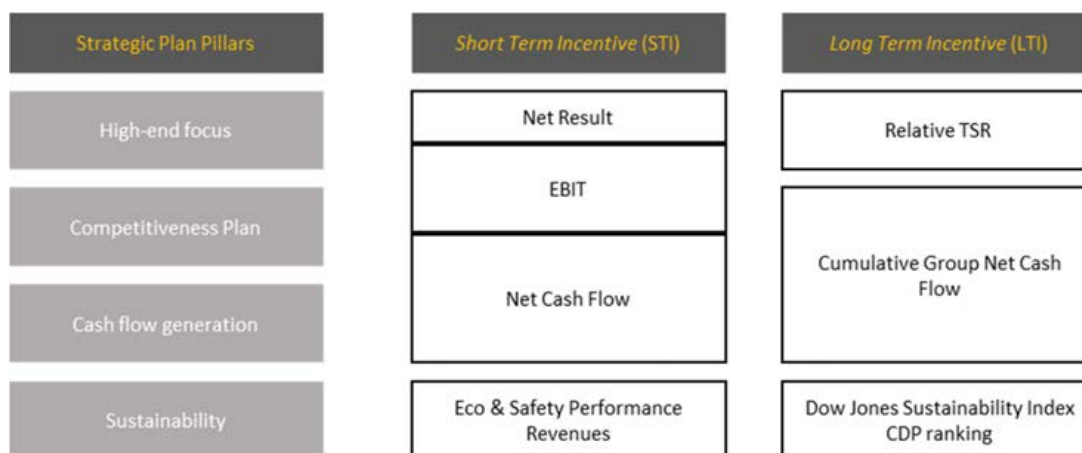 Strategic Plan Pillars
Short Term Incentive (STI)
Long Term Incentive (LTI)
High-end focus
Competitiveness Plan
Cash flow generation
Sustainability
Net Result
EBIT
Net Cash Flow
Eco & Safety Performance
Revenues
Relative TSR
Cumulative Group Net Cash
Flow
Dow Jones Sustainability Index
CDP ranking